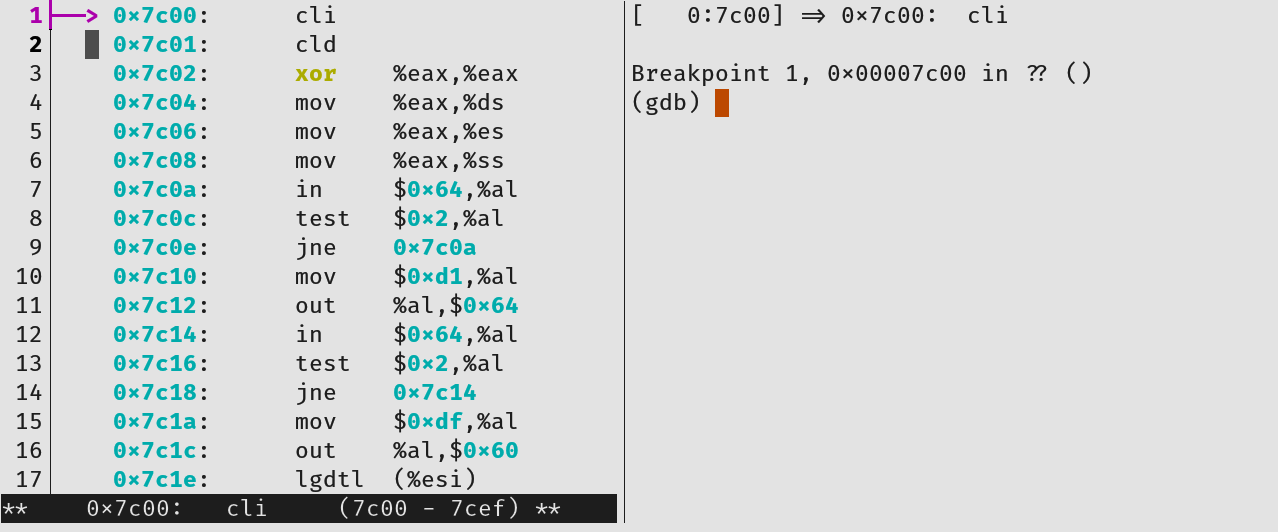 1 0x7c00: cli
2 0x7c01: cld
3 0x7c02: xor %eax,%eax
4 0x7c04: mov %eax,%ds
5 0x7c06: mov %eax,%es
6 0x7c08: mov %eax,%ss
7 0x7c0a: in $0x64,%al
8 0x7c0c: test $0x2,%al
9 0x7c0e: jne 0x7c0a
10 0x7c10: mov $0xd1,%al
11 0x7c12: out %al,$0x64
12 0x7c14: in $0x64,%al
13 0x7c16: test $0x2,%al
14 0x7c18: jne 0x7c14
15 0x7c1a: mov $0xdf,%al
16 0x7c1c: out %al,$0x60
17 0x7c1e: lgdtl (%esi)
** 0x7c00: cli (7c00 - 7cef) **
[ 0:7c00] => 0x7c00: cli
Breakpoint 1, 0x00007c00 in ?? ()
(gdb)